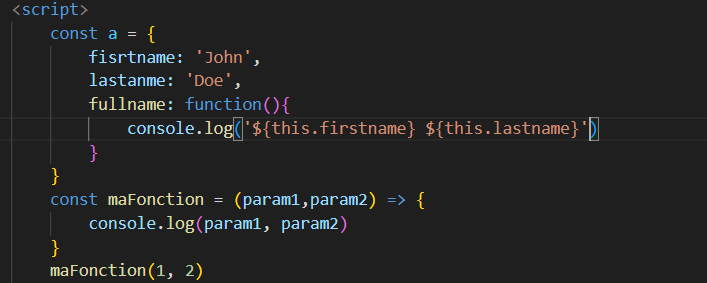 <script>
const a = {
fisrtname: 'John',
lastanme: 'Doe',
fullname: function(){
console.log('${this.firstname} ${this.lastname}')
}
}
const maFonction = (param1,param2) => {
console.log(param1, param2)
}
maFonction(1, 2)